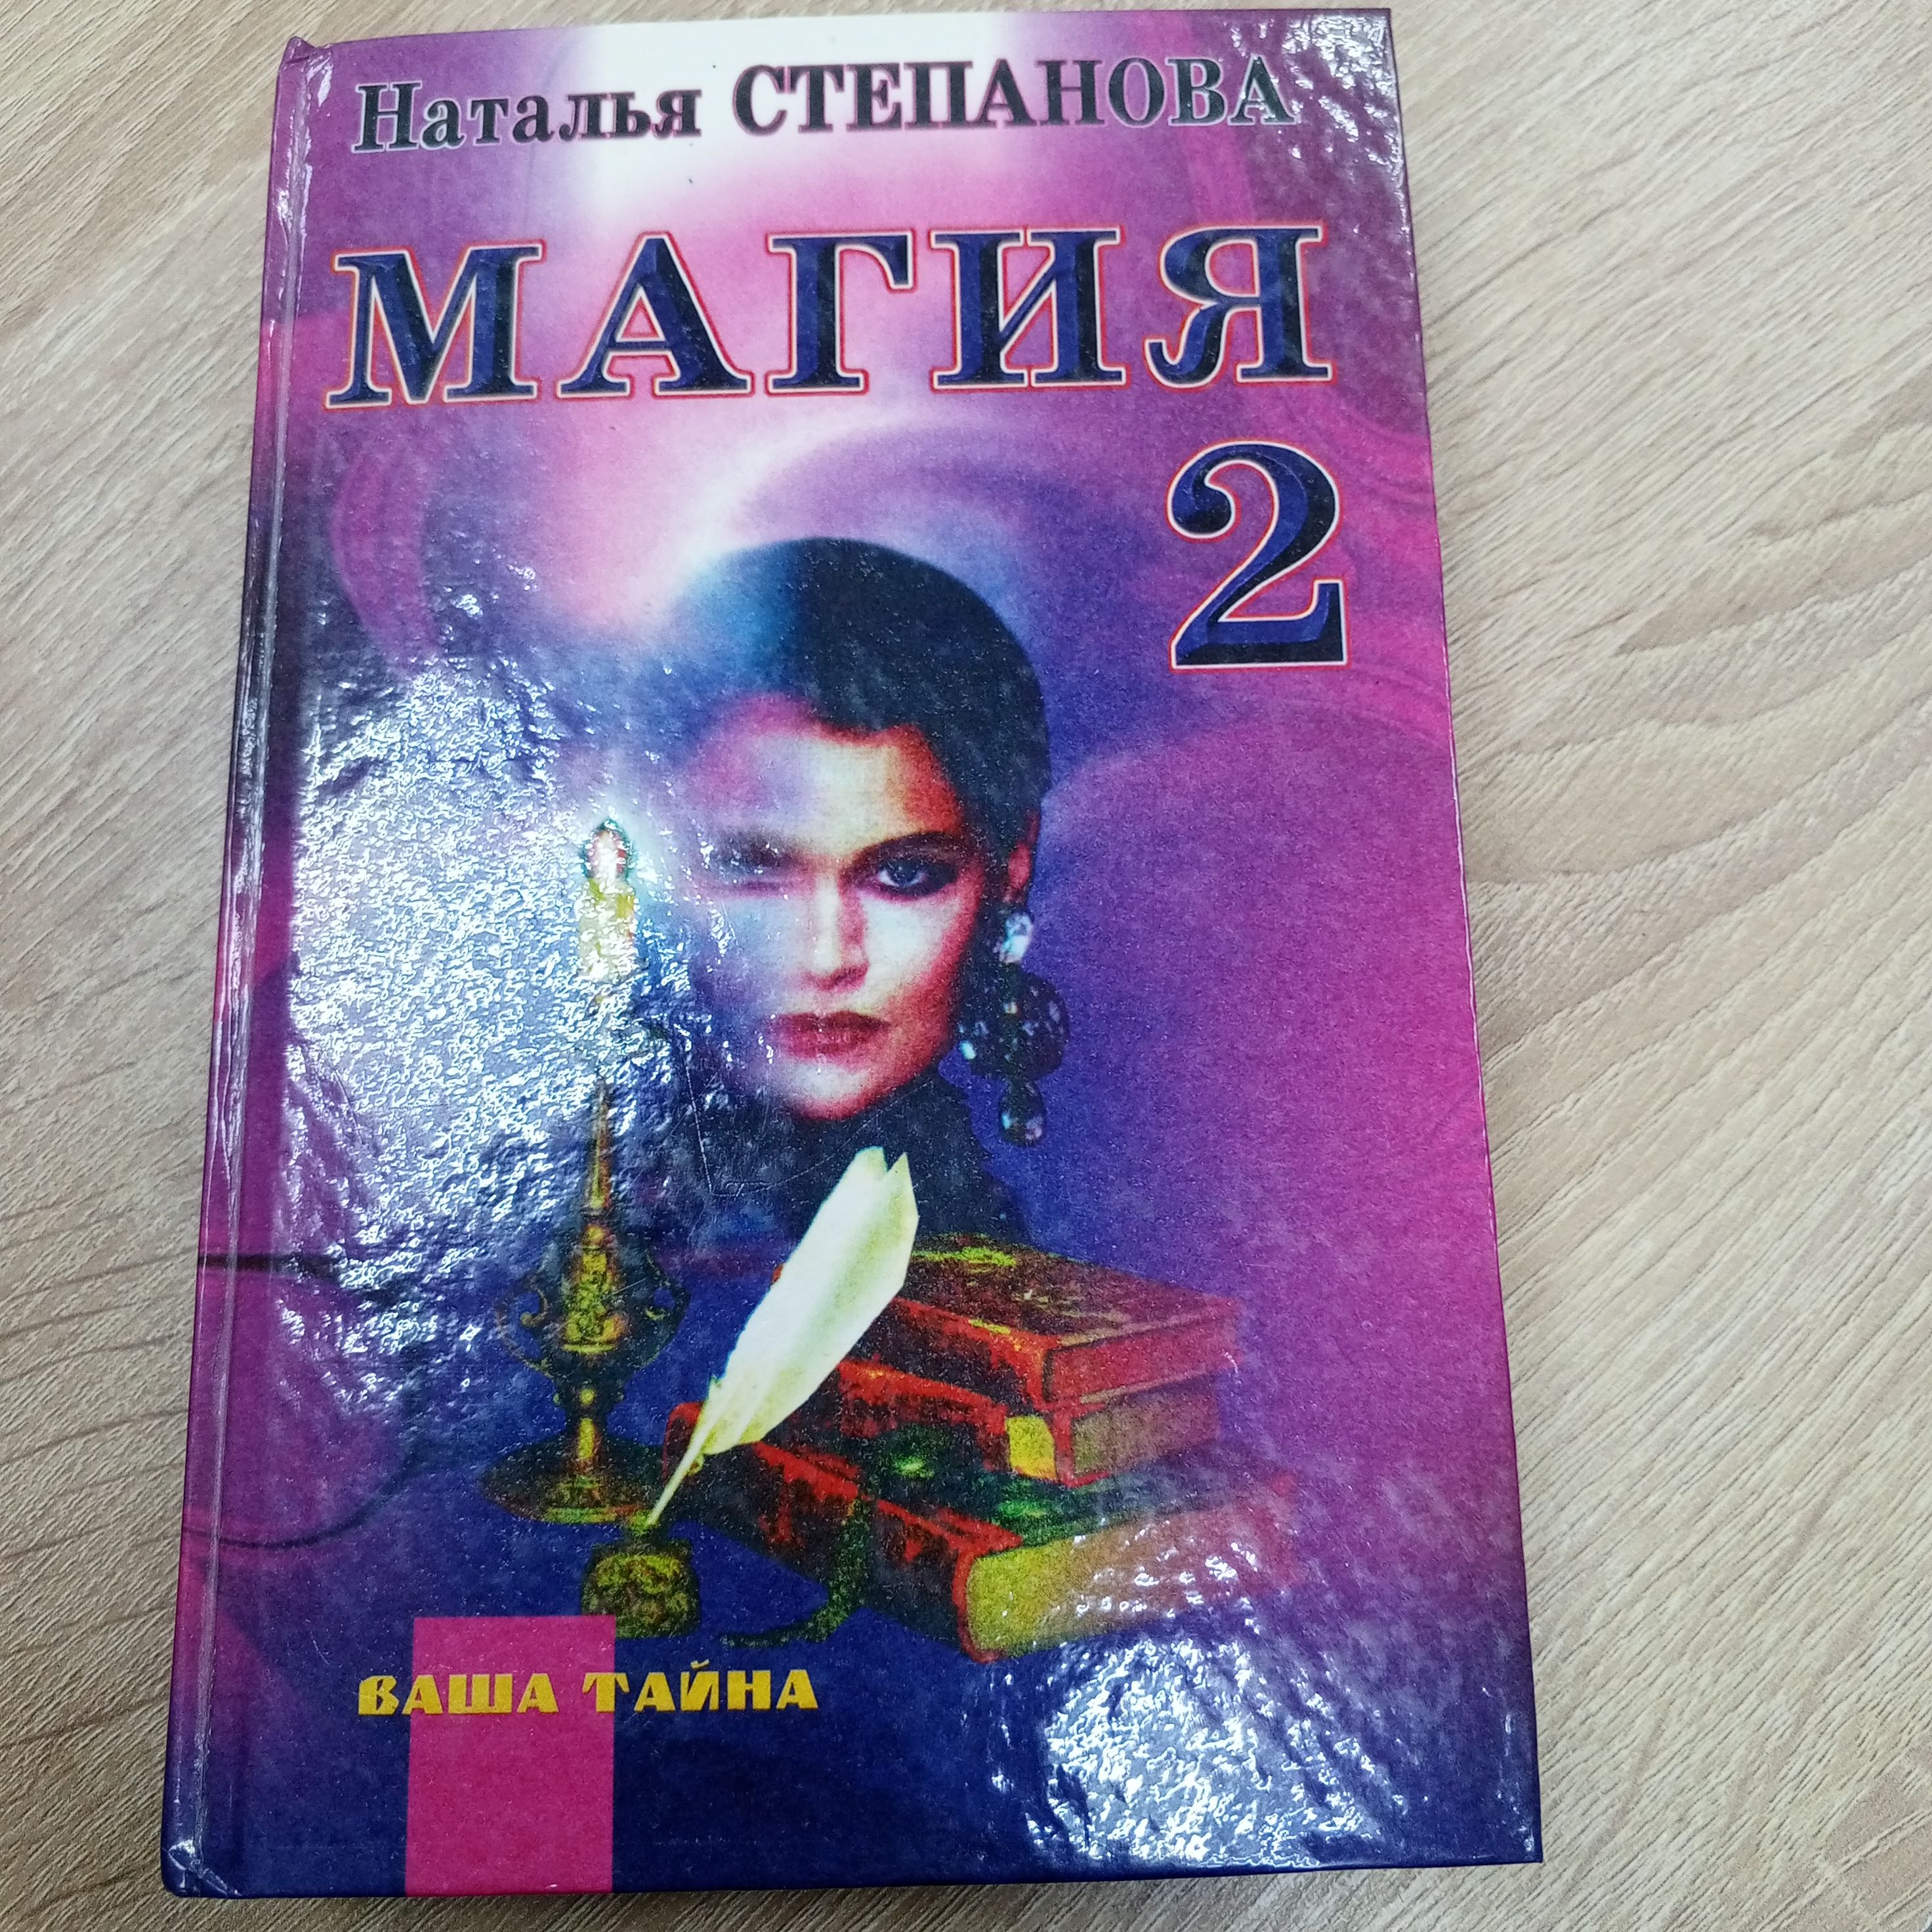 Наталья СТЕПАНОВА
МАГИЯ
2
ВАША ТАЙНА